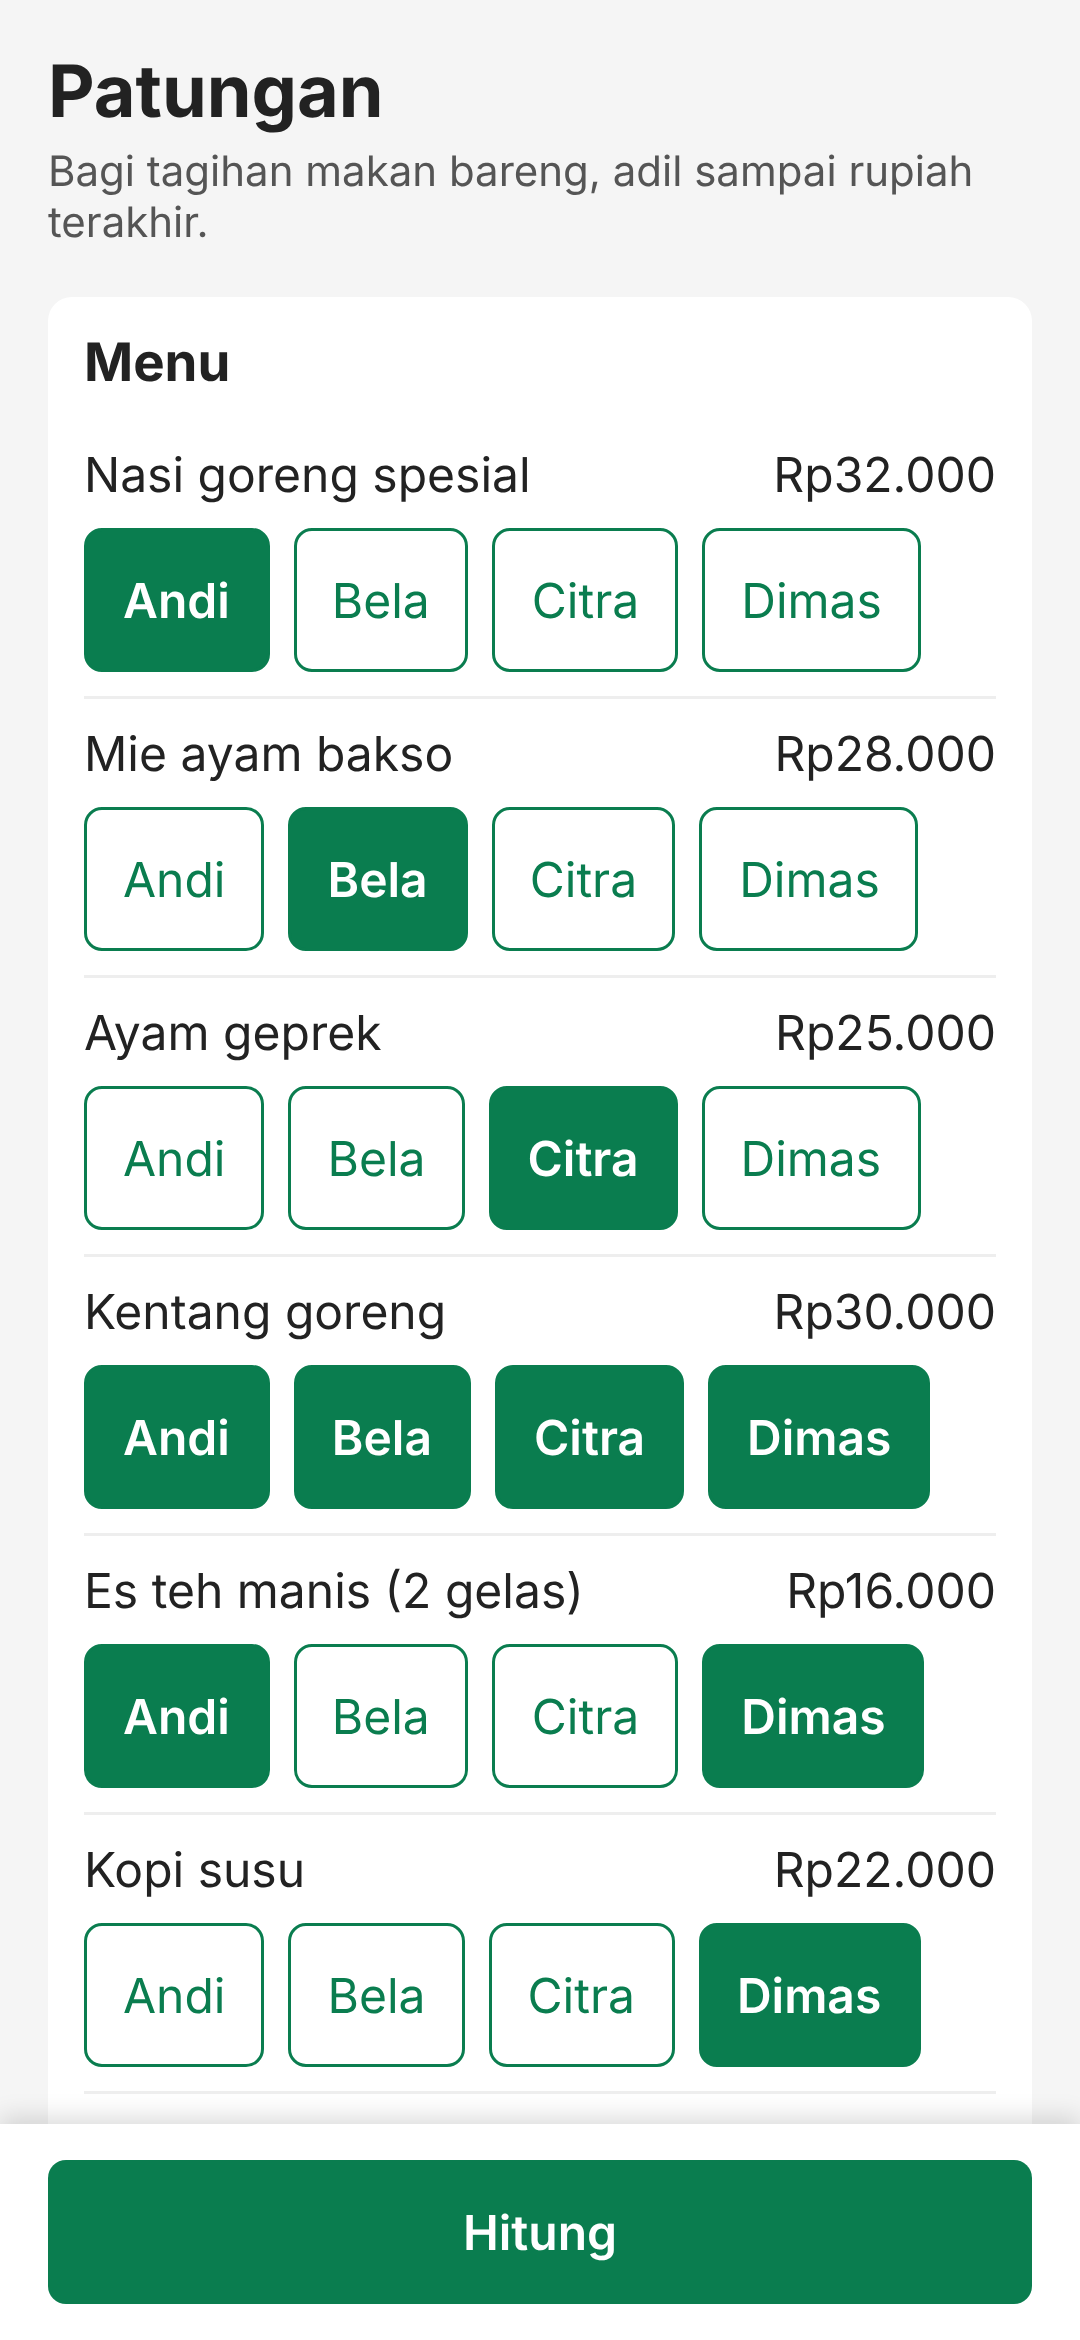 Patungan
Bagi tagihan makan bareng, adil sampai rupiah
terakhir.
Menu
Nasi goreng spesial Rp32.000
Andi Bela Citra Dimas
Mie ayam bakso Rp28.000
Andi Bela Citra Dimas
Ayam geprek Rp25.000
Andi Bela Citra Dimas
Kentang goreng Rp30.000
Andi Bela Citra Dimas
Es teh manis (2 gelas) Rp16.000
Andi Bela Citra Dimas
Kopi susu Rp22.000
Andi Bela Citra Dimas
Hitung